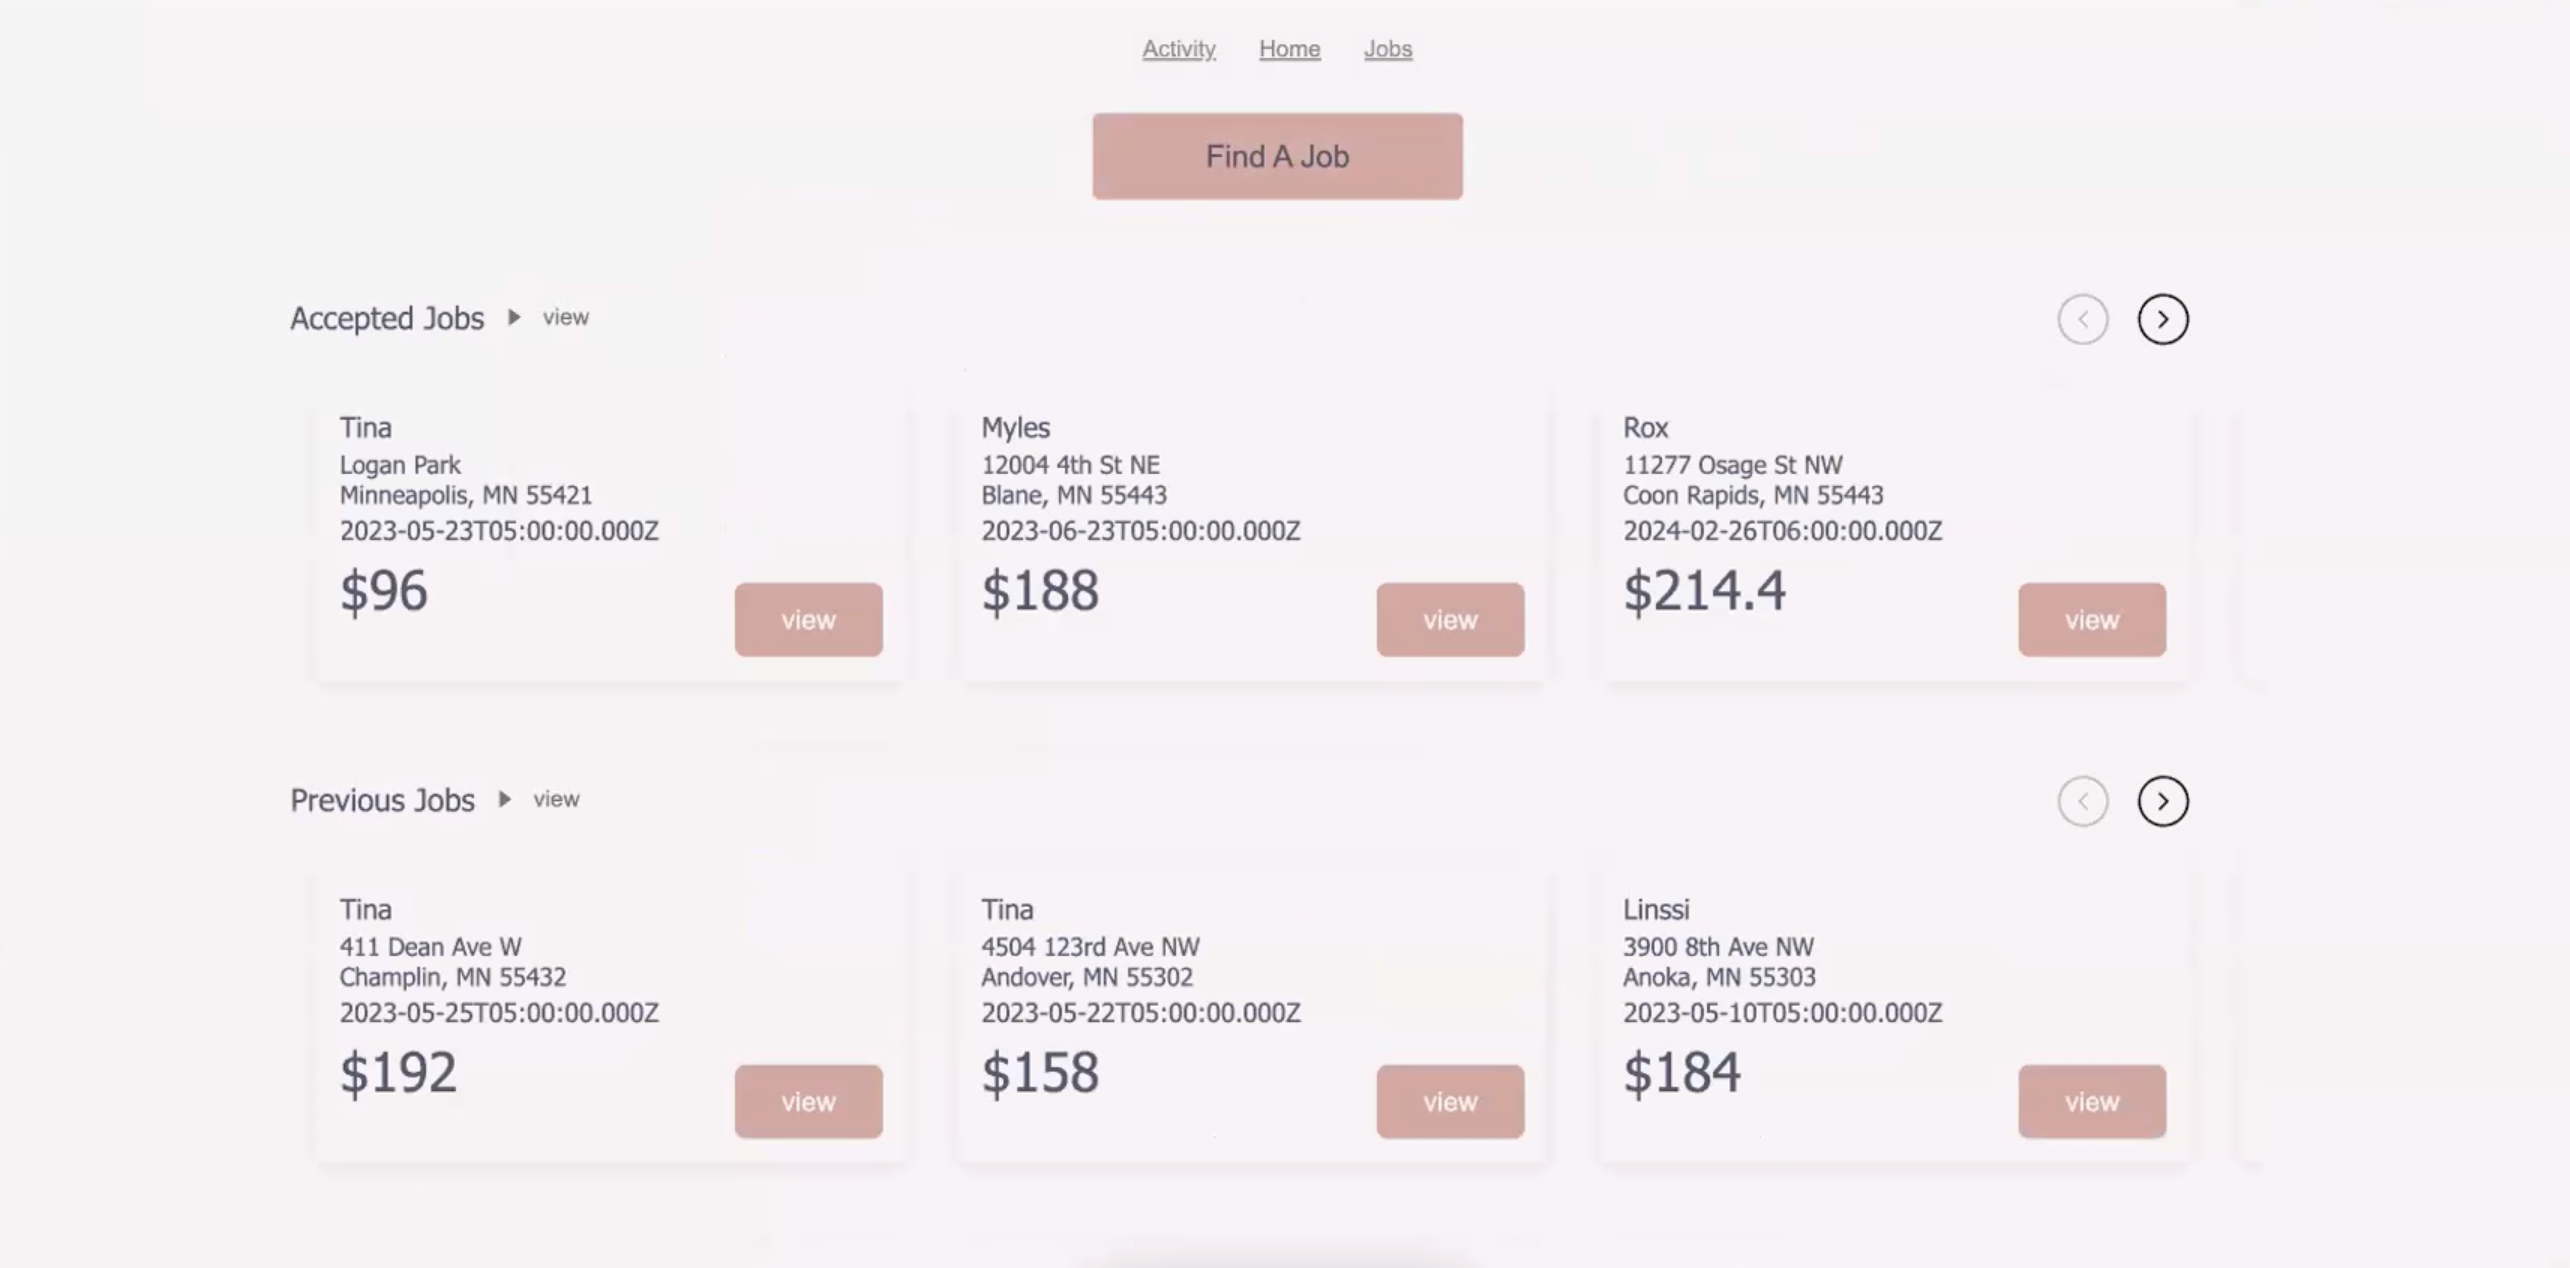 Activity Home Jobs
Find A Job
Accepted Jobs view
Tina
Logan Park
Minneapolis, MN 55421
2023-05-23T05:00:00.000Z
$96
view
Myles
12004 4th St NE
Blane, MN 55443
2023-06-23T05:00:00.000Z
$188
view
Rox
11277 Osage St NW
Coon Rapids, MN 55443
2024-02-26T06:00:00.000Z
$214.4
view
Previous Jobs view
Tina
411 Dean Ave W
Champlin, MN 55432
2023-05-25T05:00:00.000Z
$192
view
Tina
4504 123rd Ave NW
Andover, MN 55302
2023-05-22T05:00:00.000Z
$158
view
Linssi
3900 8th Ave NW
Anoka, MN 55303
2023-05-10T05:00:00.000Z
$184
view